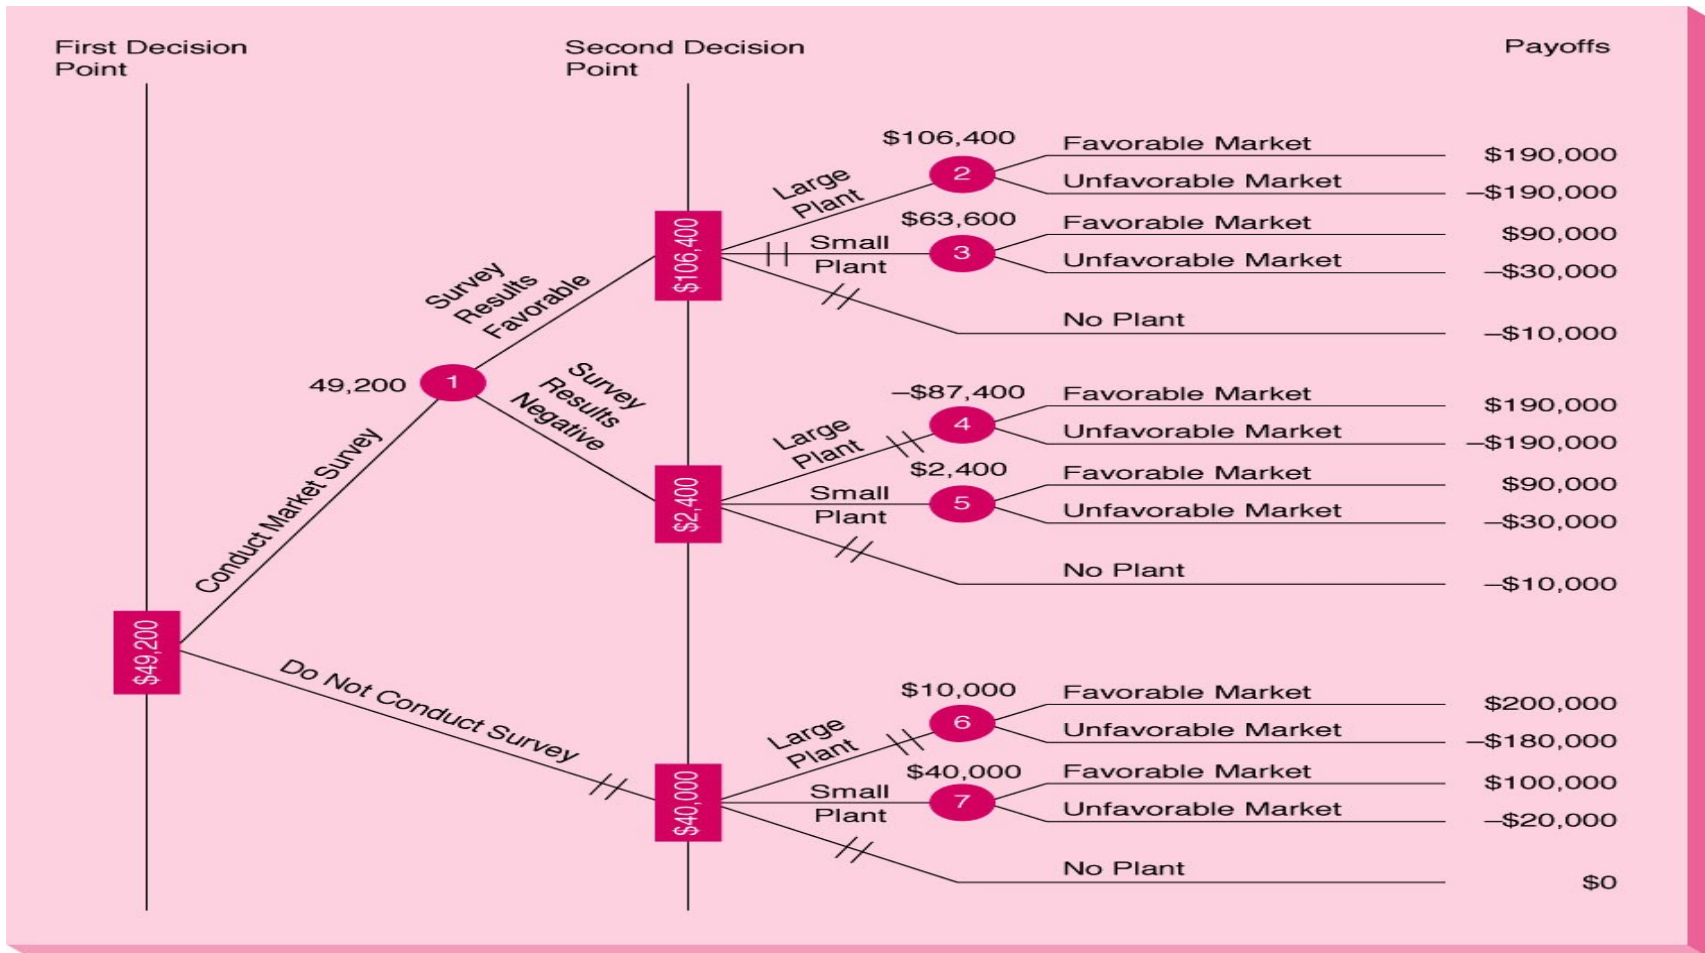 First Decision
Point
Second Decision
Point
Payoffs
$106,400
Favorable Market
$190,000
Large
Plant
2
Unfavorable Market
–$190,000
$63,600
Favorable Market
$90,000
$106,400
Small
Plant
3
Unfavorable Market
–$30,000
No Plant
–$10,000
Survey
Results
Favorable
49,200
1
Survey
Results
Negative
–$87,400
Favorable Market
$190,000
Large
Plant
4
Unfavorable Market
–$190,000
$2,400
Favorable Market
$90,000
$2,400
Small
Plant
5
Unfavorable Market
–$30,000
No Plant
–$10,000
Conduct Market Survey
$49,200
Do Not Conduct Survey
$10,000
Favorable Market
$200,000
Large
Plant
6
Unfavorable Market
–$180,000
$40,000
Favorable Market
$100,000
$40,000
Small
Plant
7
Unfavorable Market
–$20,000
No Plant
$0